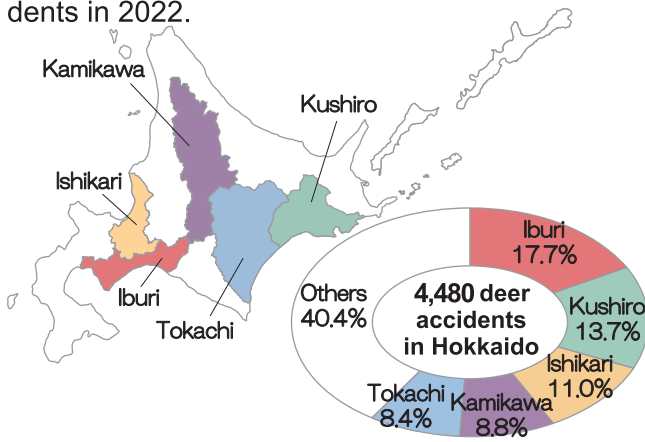 dents in 2022.
Kamikawa
Kushiro
Ishikari
Iburi
Tokachi
Iburi
17.7%
Kushiro
13.7%
Ishikari
11.0%
Kamikawa
8.8%
Tokachi
8.4%
Others
40.4%
4,480 deer
accidents
in Hokkaido